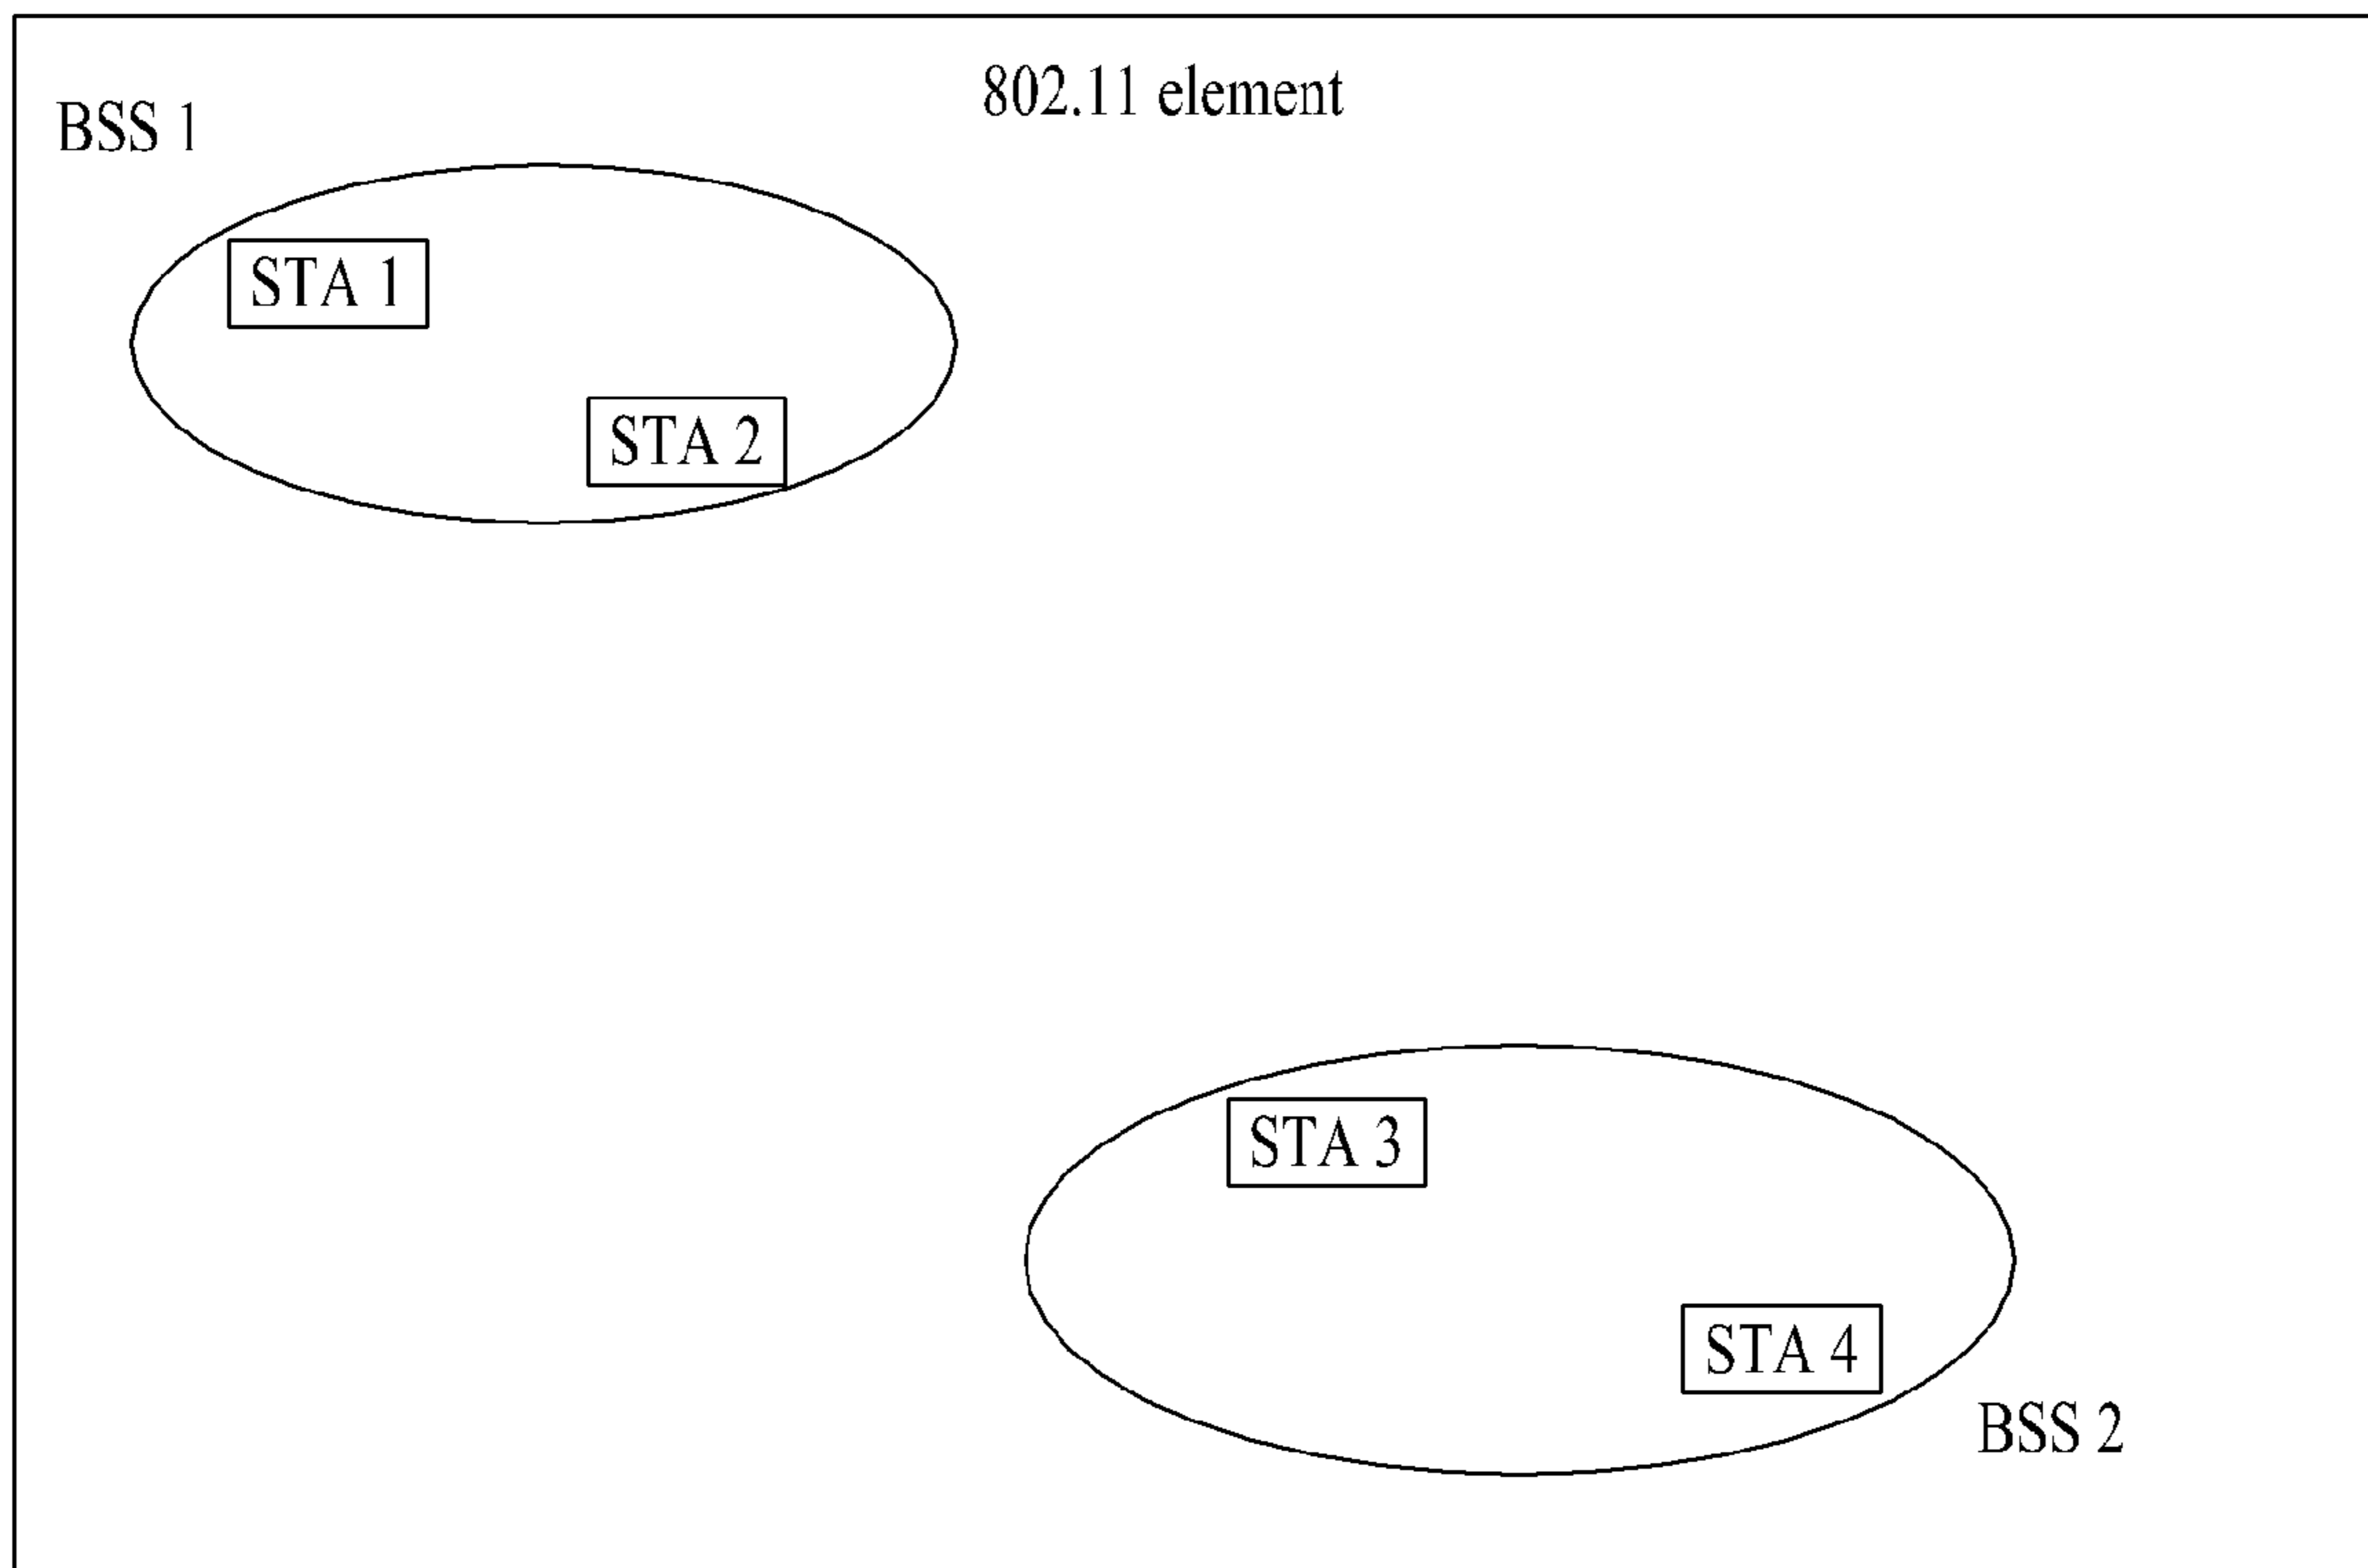 802.11 element
BSS 1
STA 1
STA 2
STA 3
STA 4
BSS 2